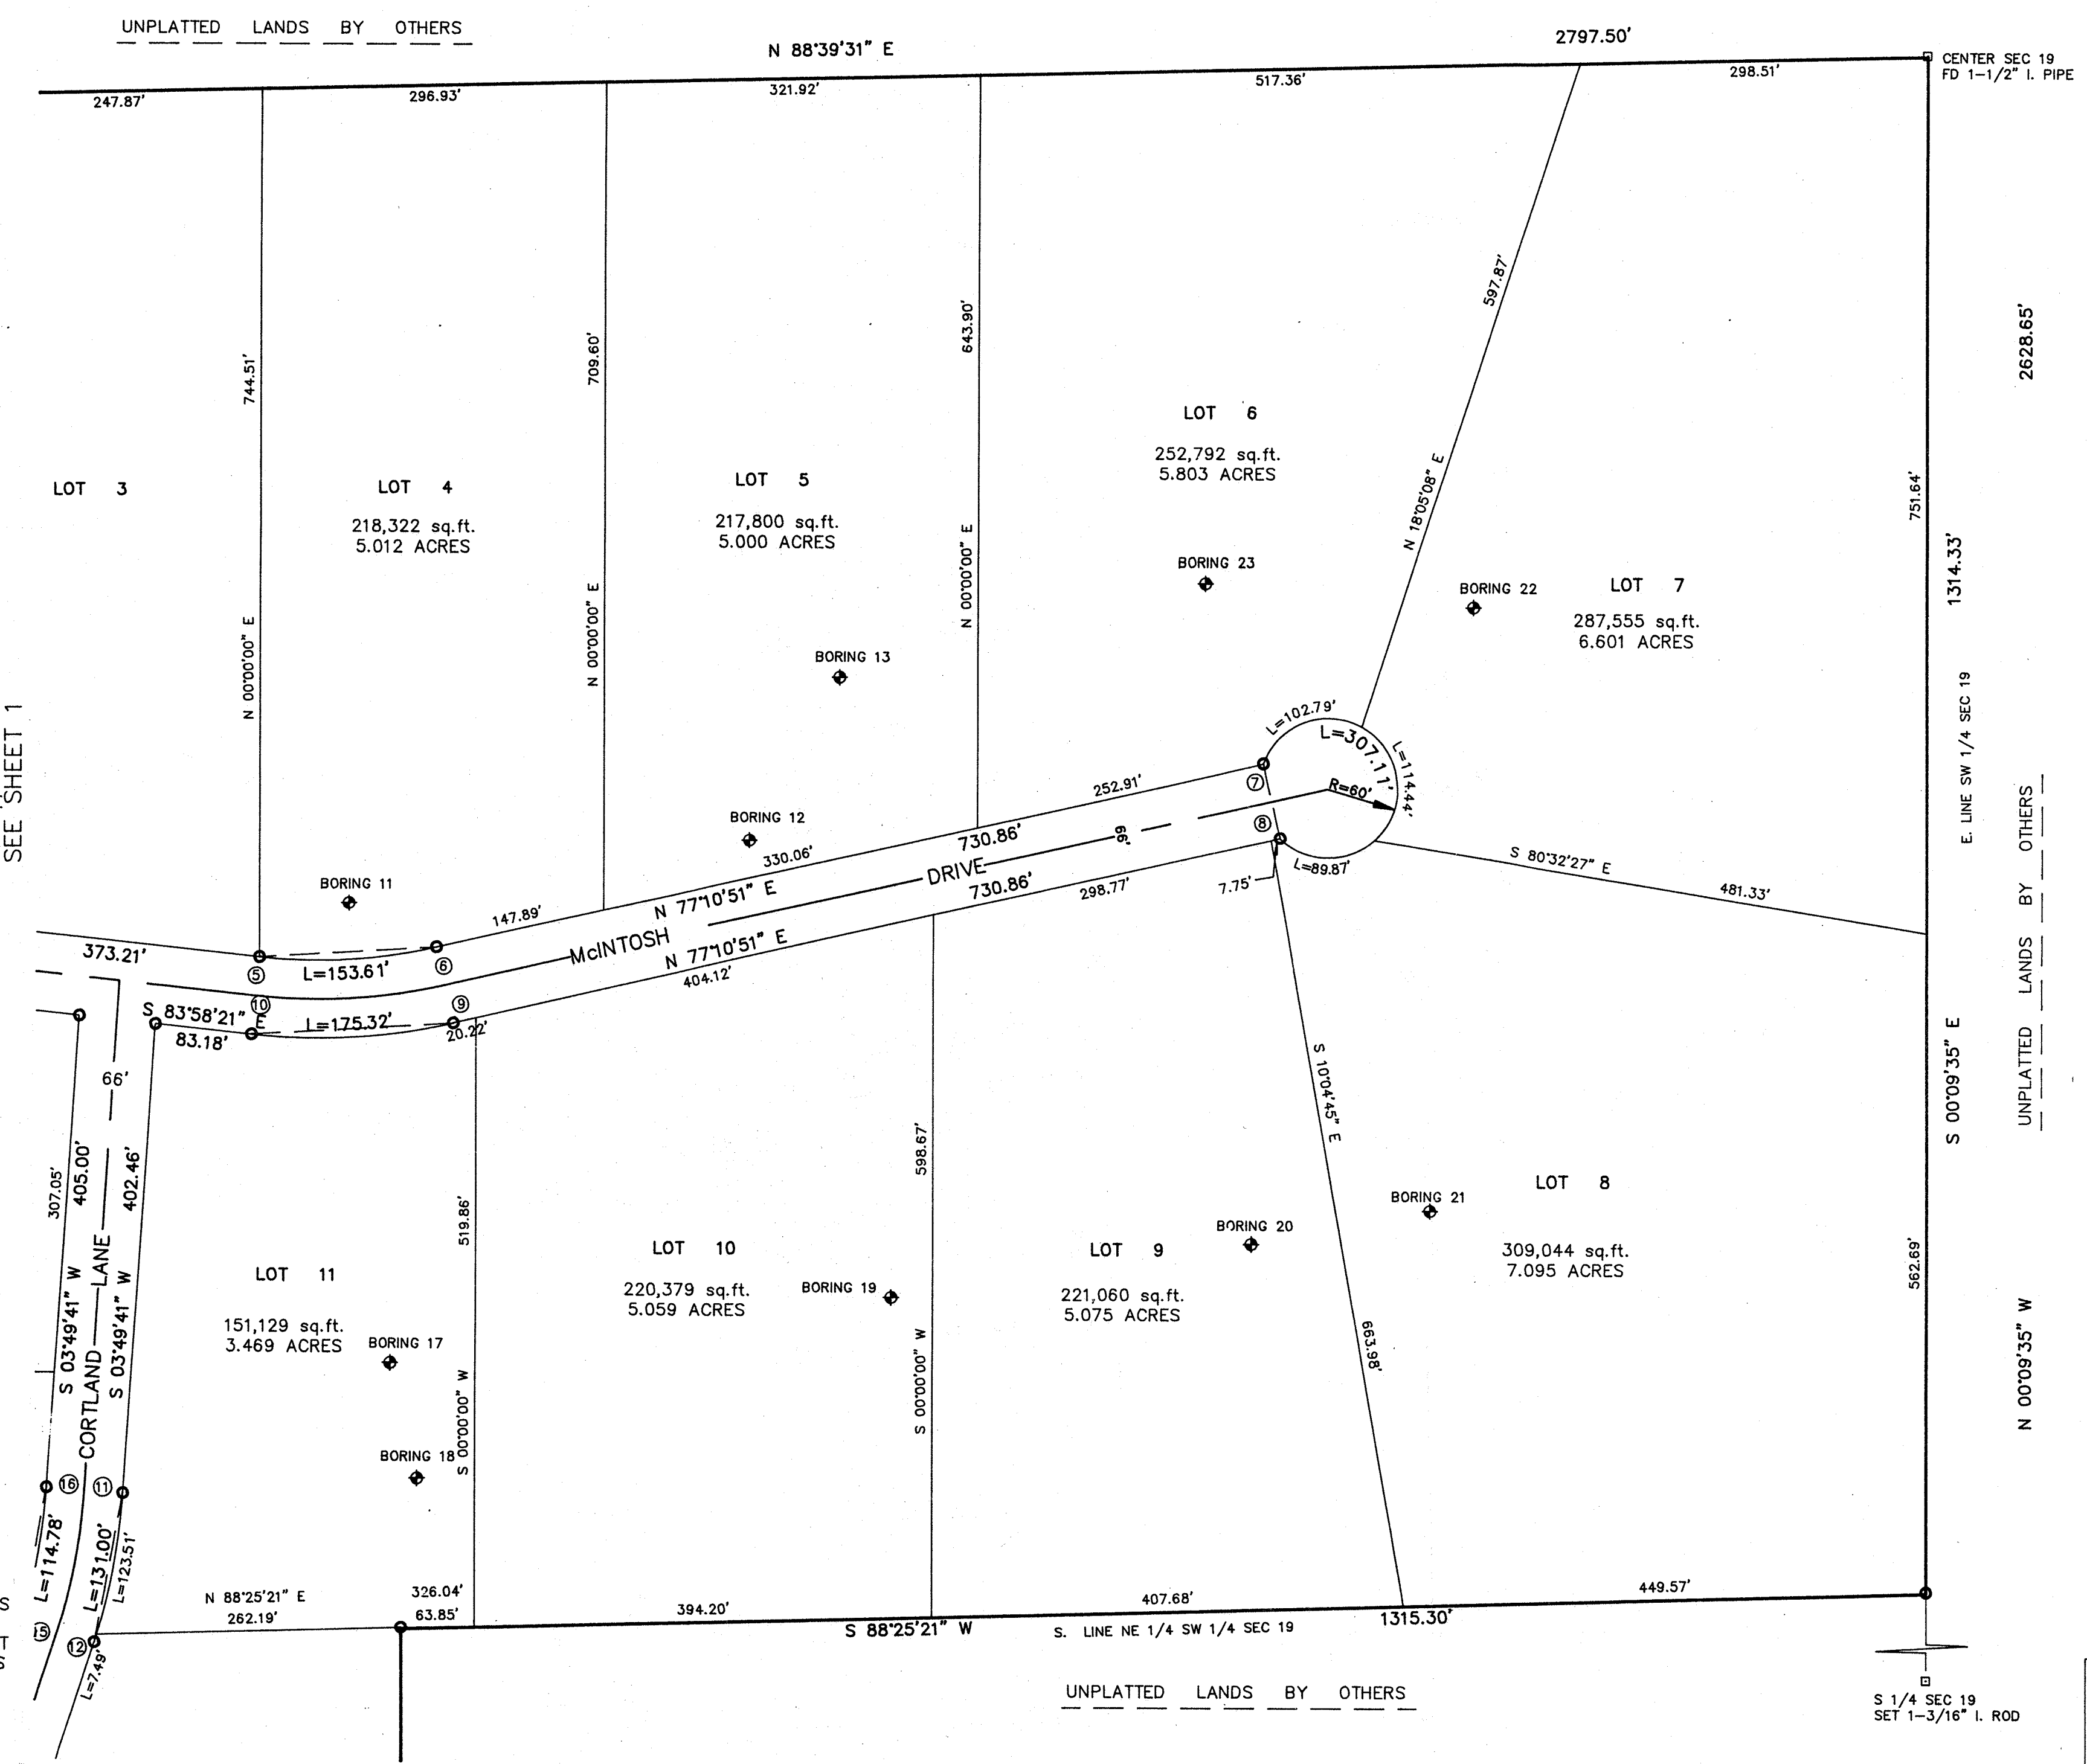 UNPLATTED LANDS BY OTHERS
N 88°39'31" E
2797.50'
CENTER SEC 19
FD 1-1/2" I. PIPE
247.87'
296.93'
321.92'
517.36'
298.51'
744.51'
N 00°00'00" E
709.60'
N 00°00'00" E
643.90'
N 00°00'00" E
597.87'
N 18°05'08" E
751.64'
1314.33'
2628.65'
E. LINE SW 1/4 SEC 19
S 00°09'35" E
N 00°09'35" W
UNPLATTED LANDS BY OTHERS
SEE SHEET 1
LOT 3
LOT 4
218,322 sq.ft.
5.012 ACRES
LOT 5
217,800 sq.ft.
5.000 ACRES
LOT 6
252,792 sq.ft.
5.803 ACRES
BORING 23
BORING 22
LOT 7
287,555 sq.ft.
6.601 ACRES
BORING 13
BORING 12
BORING 11
L=102.79'
L=307.11'
L=114.44'
R=60'
L=89.87'
7
8
252.91'
730.86'
330.06'
N 77°10'51" E
147.89'
66'
McINTOSH DRIVE
730.86'
298.77'
7.75'
N 77°10'51" E
404.12'
S 80°32'27" E
481.33'
373.21'
5
6
L=153.61'
10
9
S 83°58'21" E
L=175.32'
83.18'
20.22'
66'
307.05'
405.00'
402.46'
S 03°49'41" W
CORTLAND LANE
S 03°49'41" W
519.86'
S 00°00'00" W
598.67'
S 00°00'00" W
S 10°04'45" E
663.98'
562.69'
LOT 8
309,044 sq.ft.
7.095 ACRES
BORING 21
BORING 20
LOT 9
221,060 sq.ft.
5.075 ACRES
LOT 10
220,379 sq.ft.
5.059 ACRES
BORING 19
LOT 11
151,129 sq.ft.
3.469 ACRES
BORING 17
BORING 18
16
11
L=114.78'
L=131.00'
L=123.51'
15
12
L=7.49'
S
T
S
N 88°25'21" E
262.19'
326.04'
63.85'
394.20'
407.68'
449.57'
S 88°25'21" W
S. LINE NE 1/4 SW 1/4 SEC 19
1315.30'
UNPLATTED LANDS BY OTHERS
S 1/4 SEC 19
SET 1-3/16" I. ROD